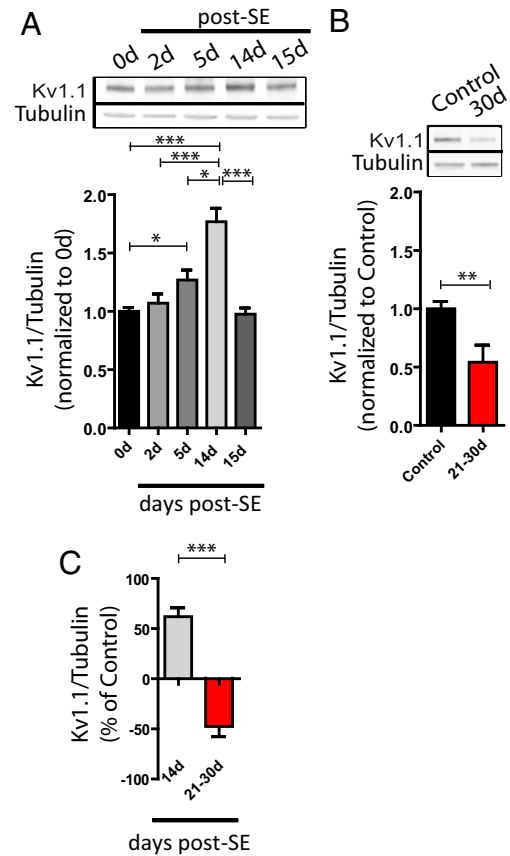 A
post-SE
0d 2d 5d 14d 15d
Kv1.1
Tubulin
***
***
* ***
*
2.0
1.5
1.0
0.5
0.0
Kv1.1/Tubulin
(normalized to 0d)
0d 2d 5d 14d 15d
days post-SE
B
Control
30d
Kv1.1
Tubulin
**
2.0
1.5
1.0
0.5
0.0
Kv1.1/Tubulin
(normalized to Control)
Control 21-30d
C
***
100
50
0
-50
-100
Kv1.1/Tubulin
(% of Control)
14d 21-30d
days post-SE